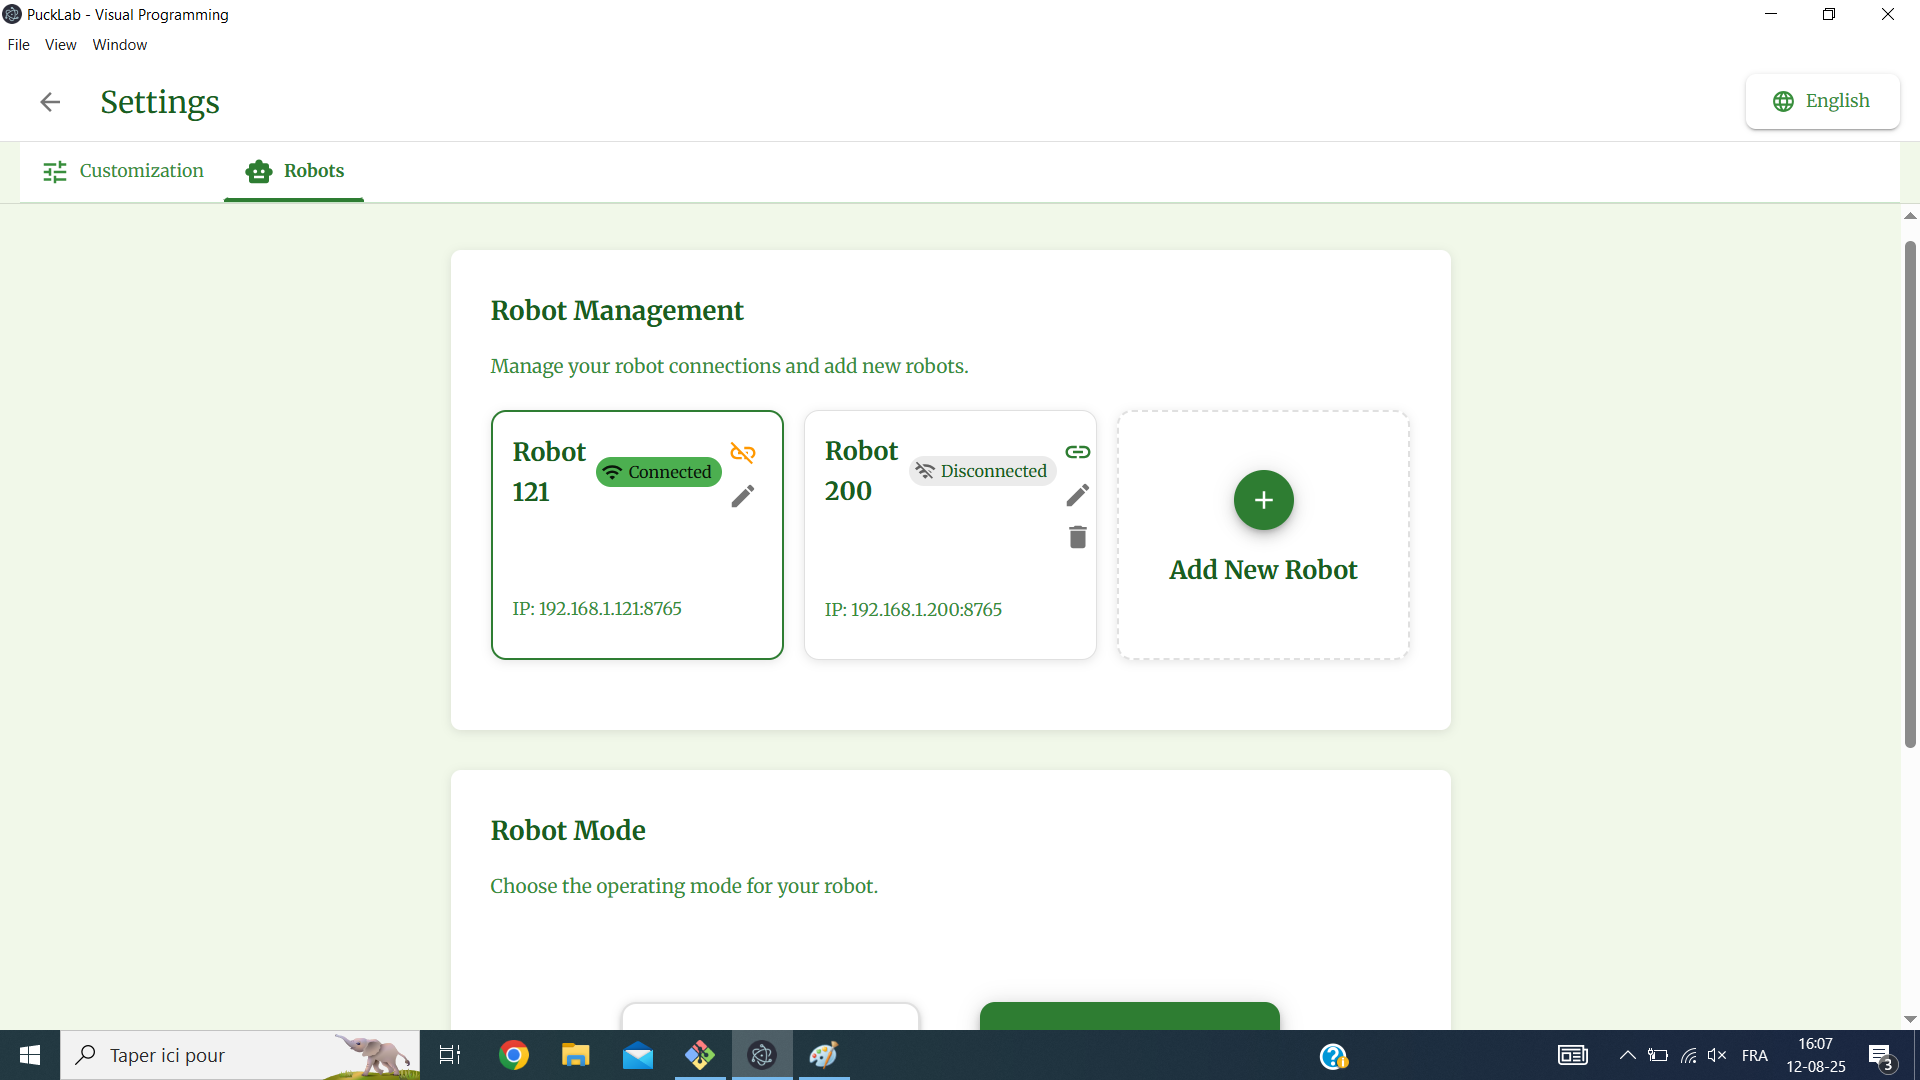 PuckLab - Visual Programming
File View Window
Settings
English
Customization
Robots
Robot Management
Manage your robot connections and add new robots.
Robot 121
Connected
IP: 192.168.1.121:8765
Robot 200
Disconnected
IP: 192.168.1.200:8765
Add New Robot
Robot Mode
Choose the operating mode for your robot.
Taper ici pour
FRA
16:07
12-08-25
3